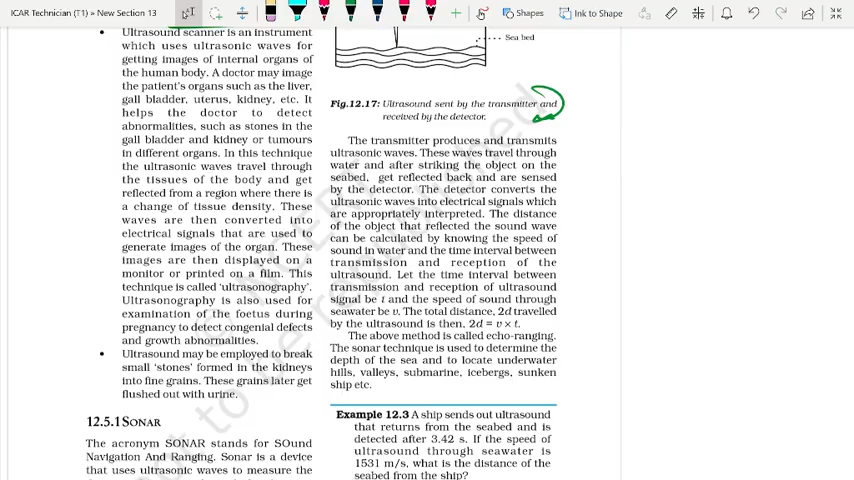 ICAR Technician (T1) » New Section 13
Shapes
Ink to Shape
• Ultrasound scanner is an instrument
which uses ultrasonic waves for
getting images of internal organs of
the human body. A doctor may image
the patient's organs such as the liver,
gall bladder, uterus, kidney, etc. It
helps the doctor to detect
abnormalities, such as stones in the
gall bladder and kidney or tumours
in different organs. In this technique
the ultrasonic waves travel through
the tissues of the body and get
reflected from a region where there is
a change of tissue density. These
waves are then converted into
electrical signals that are used to
generate images of the organ. These
images are then displayed on a
monitor or printed on a film. This
technique is called 'ultrasonography'.
Ultrasonography is also used for
examination of the foetus during
pregnancy to detect congenial defects
and growth abnormalities.
• Ultrasound may be employed to break
small 'stones' formed in the kidneys
into fine grains. These grains later get
flushed out with urine.
12.5.1 SONAR
The acronym SONAR stands for SOund
Navigation And Ranging. Sonar is a device
that uses ultrasonic waves to measure the
Sea bed
Fig.12.17: Ultrasound sent by the transmitter and
received by the detector.
The transmitter produces and transmits
ultrasonic waves. These waves travel through
water and after striking the object on the
seabed, get reflected back and are sensed
by the detector. The detector converts the
ultrasonic waves into electrical signals which
are appropriately interpreted. The distance
of the object that reflected the sound wave
can be calculated by knowing the speed of
sound in water and the time interval between
transmission and reception of the
ultrasound. Let the time interval between
transmission and reception of ultrasound
signal be t and the speed of sound through
seawater be v. The total distance, 2d travelled
by the ultrasound is then, 2d = v × t.
The above method is called echo-ranging.
The sonar technique is used to determine the
depth of the sea and to locate underwater
hills, valleys, submarine, icebergs, sunken
ship etc.
Example 12.3 A ship sends out ultrasound
that returns from the seabed and is
detected after 3.42 s. If the speed of
ultrasound through seawater is
1531 m/s, what is the distance of the
seabed from the ship?